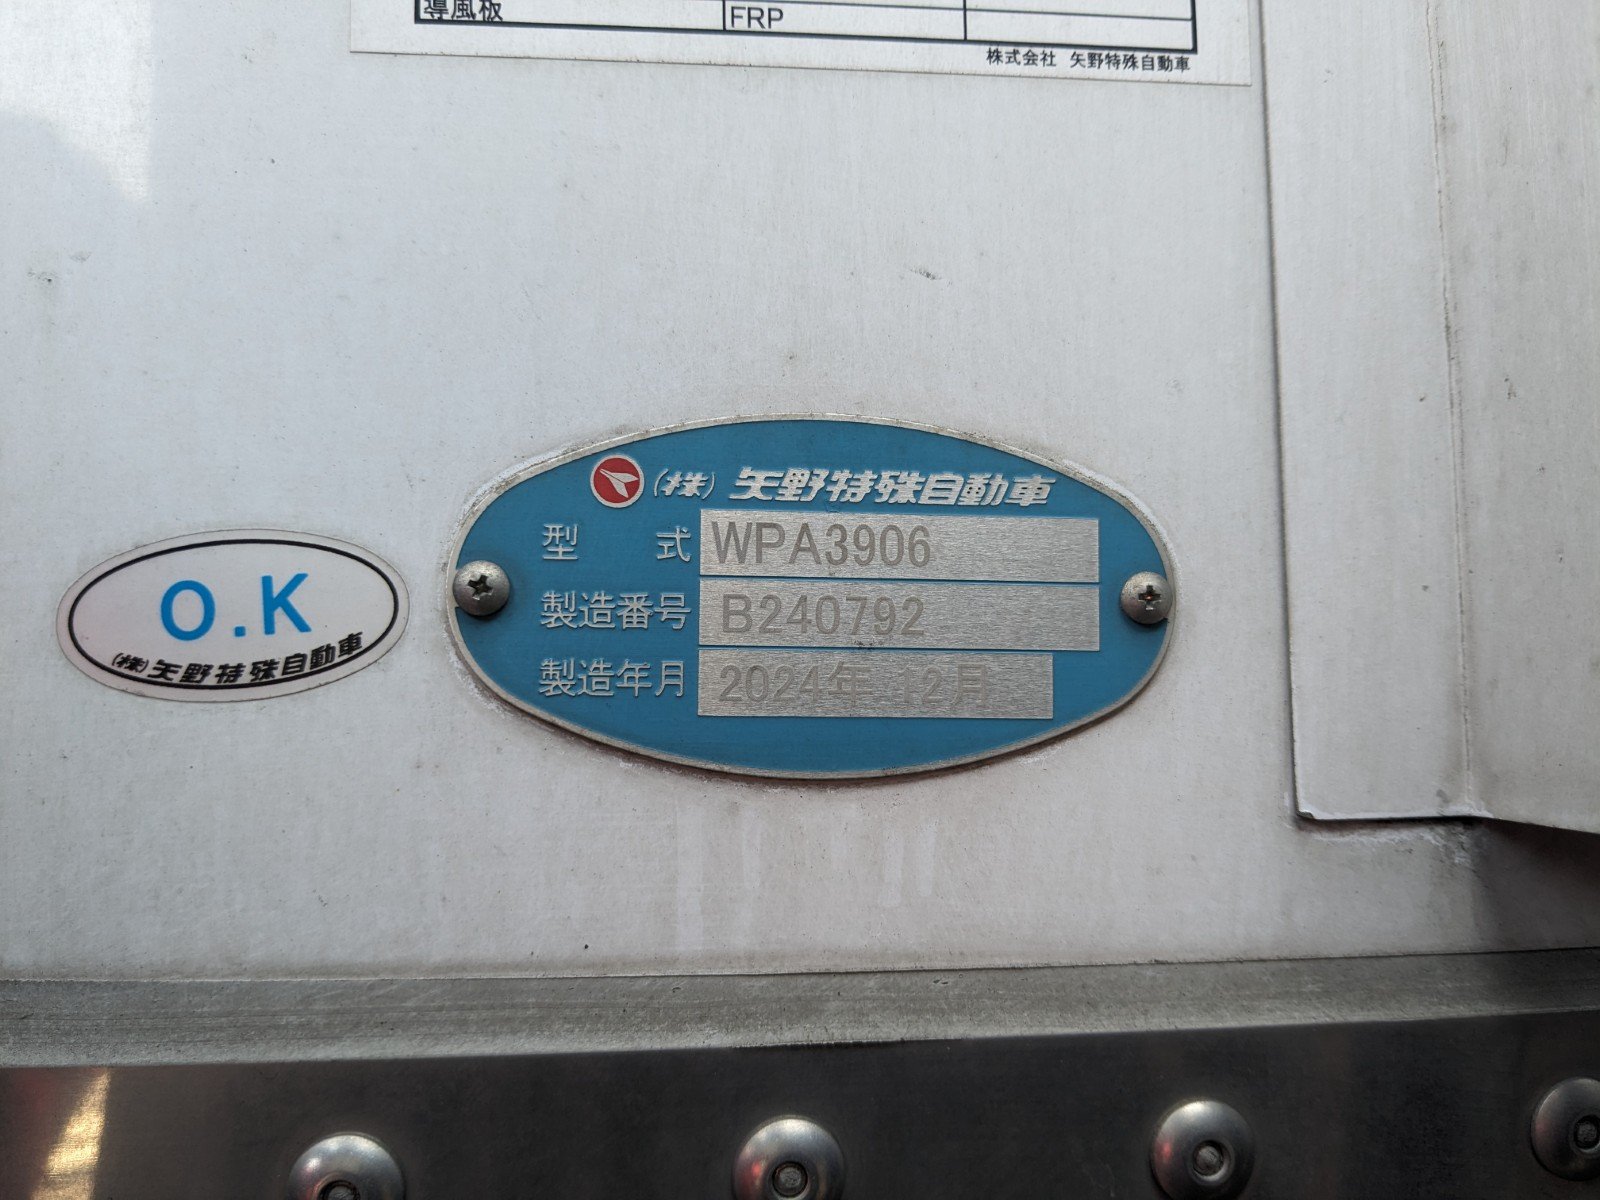 導風板 FRP
株式会社 矢野特殊自動車
(株) 矢野特殊自動車
型 式 WPA3906
製造番号 B240792
製造年月 2024年 12月
O.K
(株)矢野特殊自動車